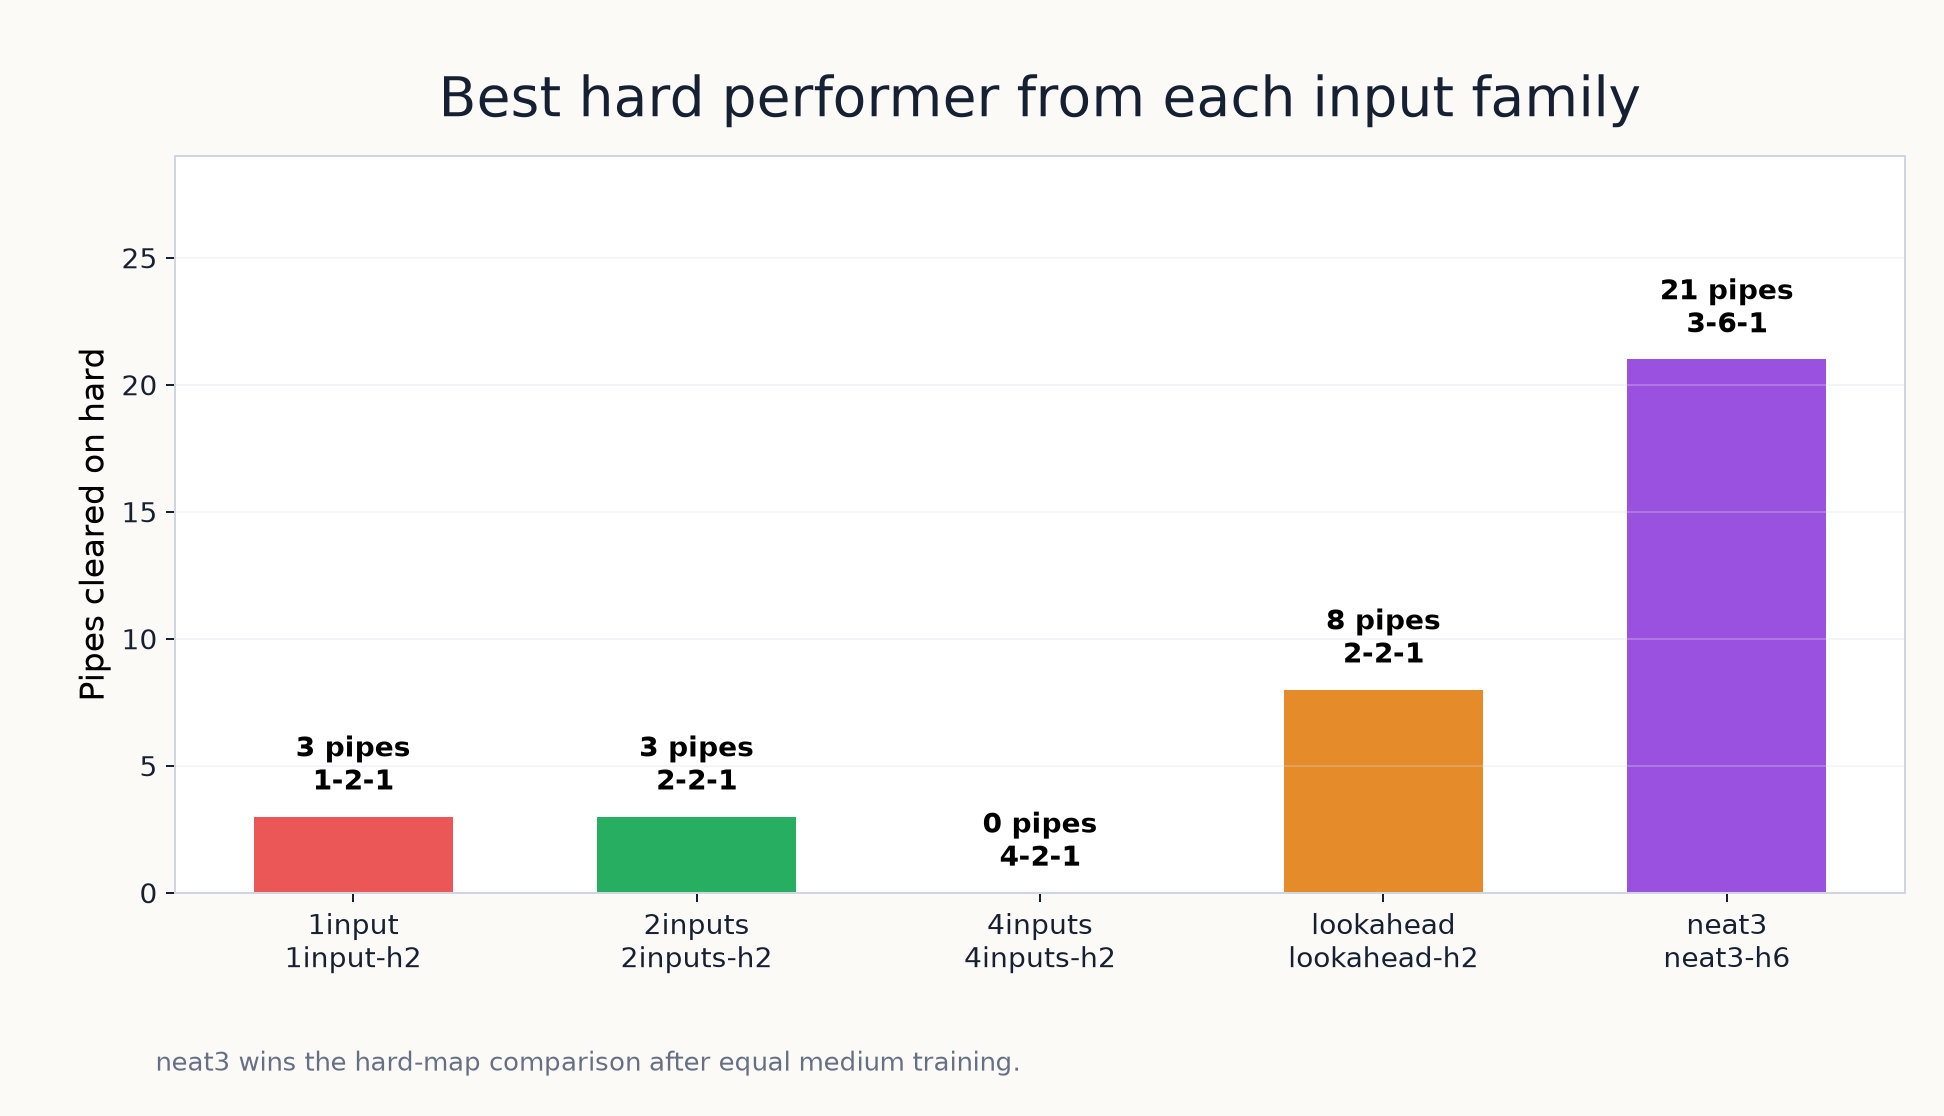 Best hard performer from each input family
Pipes cleared on hard
25
20
15
10
5
0
3 pipes
1-2-1
3 pipes
2-2-1
0 pipes
4-2-1
8 pipes
2-2-1
21 pipes
3-6-1
1input
1input-h2
2inputs
2inputs-h2
4inputs
4inputs-h2
lookahead
lookahead-h2
neat3
neat3-h6
neat3 wins the hard-map comparison after equal medium training.